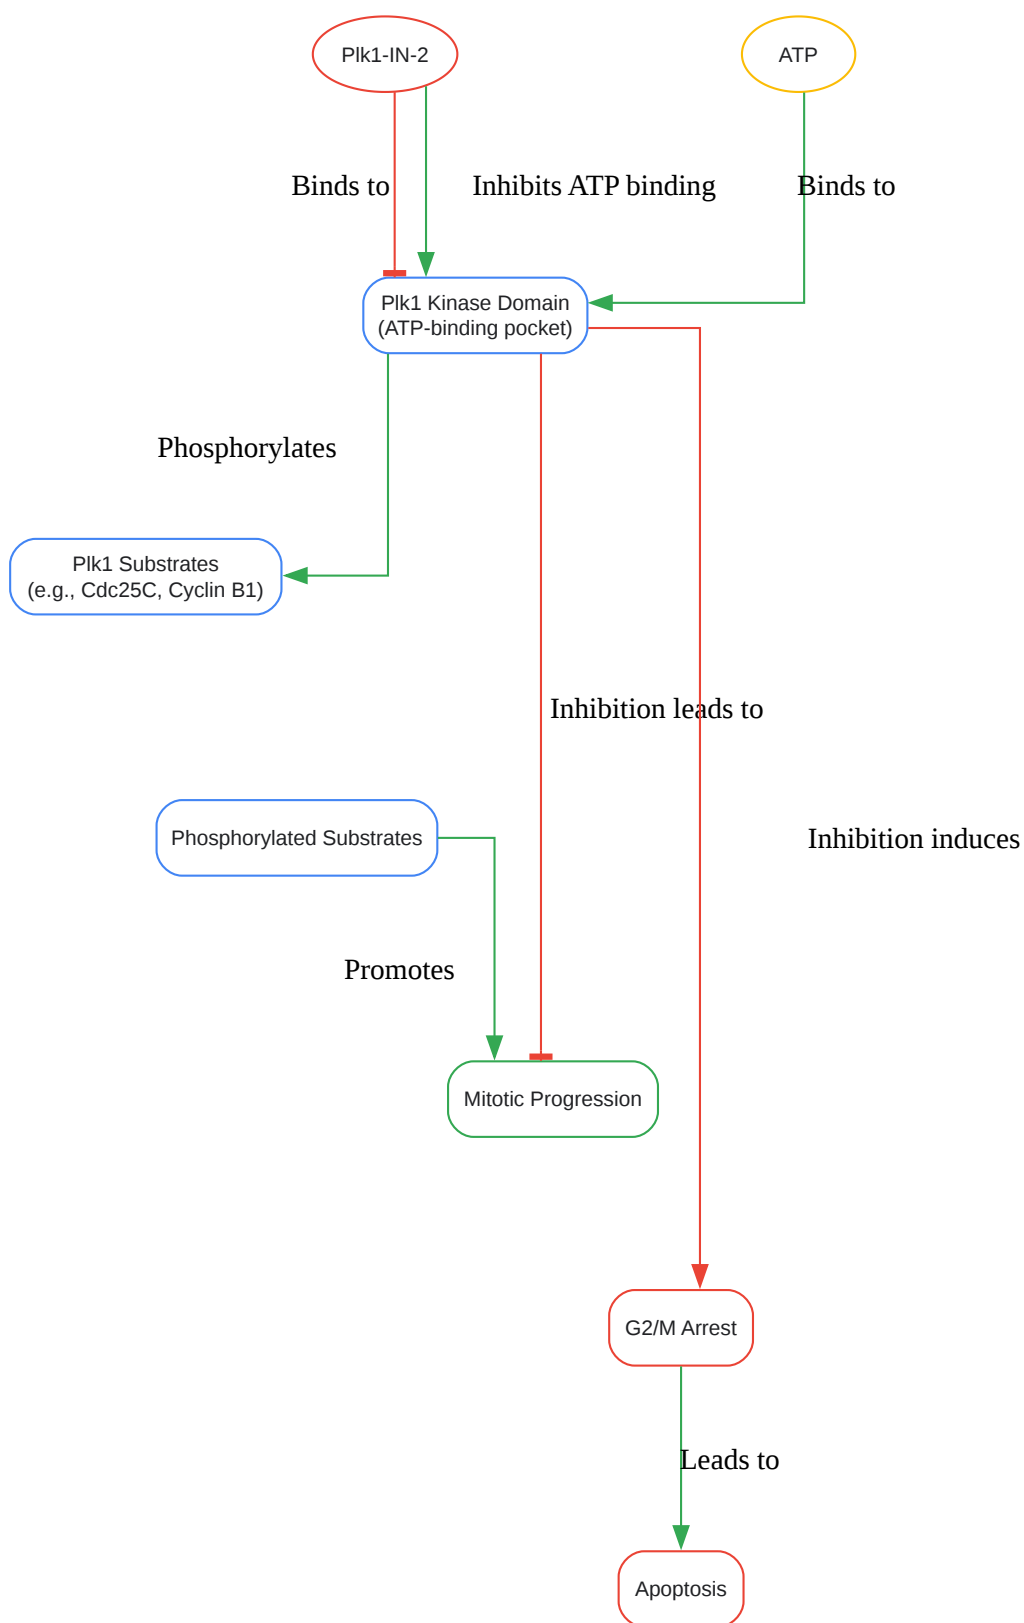 Plk1-IN-2
ATP
Binds to
Inhibits ATP binding
Binds to
Plk1 Kinase Domain
(ATP-binding pocket)
Phosphorylates
Plk1 Substrates
(e.g., Cdc25C, Cyclin B1)
Inhibition leads to
Phosphorylated Substrates
Inhibition induces
Promotes
Mitotic Progression
G2/M Arrest
Leads to
Apoptosis